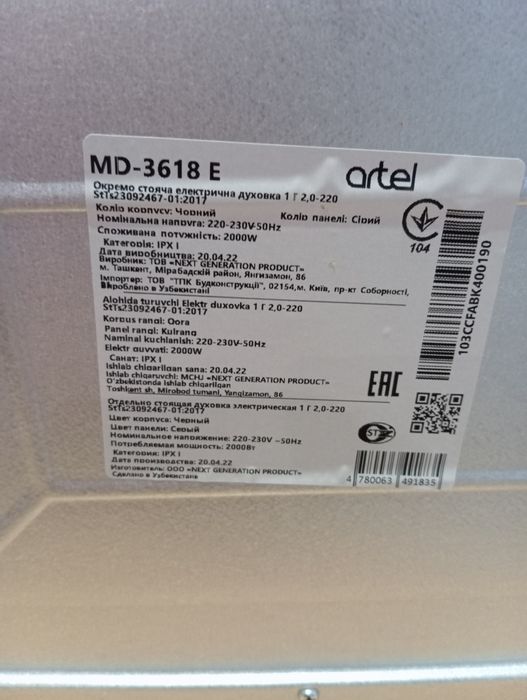 MD-3618 E
artel
Окремо стояча електрична духовка 1 Г 2,0-220
StTs23092467-01:2017
Колір корпусу: Чорний
Колір панелі: Сірий
Номінальна напруга: 220-230V-50Hz
Споживана потужність: 2000W
Категорія: IPX I
Дата виробництва: 20.04.22
Виробник: ТОВ «NEXT GENERATION PRODUCT»
м. Ташкент, Мірабадскій район, Янгизамон, 86
Імпортер: ТОВ "ТПК Будконструкції", 02154,м. Київ, пр-кт Соборності,
Вироблено в Узбекистані
104
103CCFABK400190
Alohida turuvchi Elektr duxovka 1 Г 2,0-220
StTs23092467-01:2017
Korpus rangi: Qora
Panel rangi: Kulrang
Naminal kuchlanish: 220-230V-50Hz
Elektr quvvati: 2000W
Санат: IPX I
Ishlab chiqarilgan sana: 20.04.22
Ishlab chiqaruvchi: MCHJ «NEXT GENERATION PRODUCT»
O'zbekistonda ishlab chiqarilgan
Toshkent sh, Mirobod tumani, Yangizamon, 86
EAC
Отдельно стоящая духовка электрическая 1 Г 2,0-220
StTs23092467-01:2017
Цвет корпуса: Черный
Цвет панели: Серый
Номинальное напряжение: 220-230V ~50Hz
Потребляемая мощность: 2000Вт
Категория: IPX I
Дата производства: 20.04.22
Изготовитель: ООО «NEXT GENERATION PRODUCT»
Сделано в Узбекистане
4 780063 491835